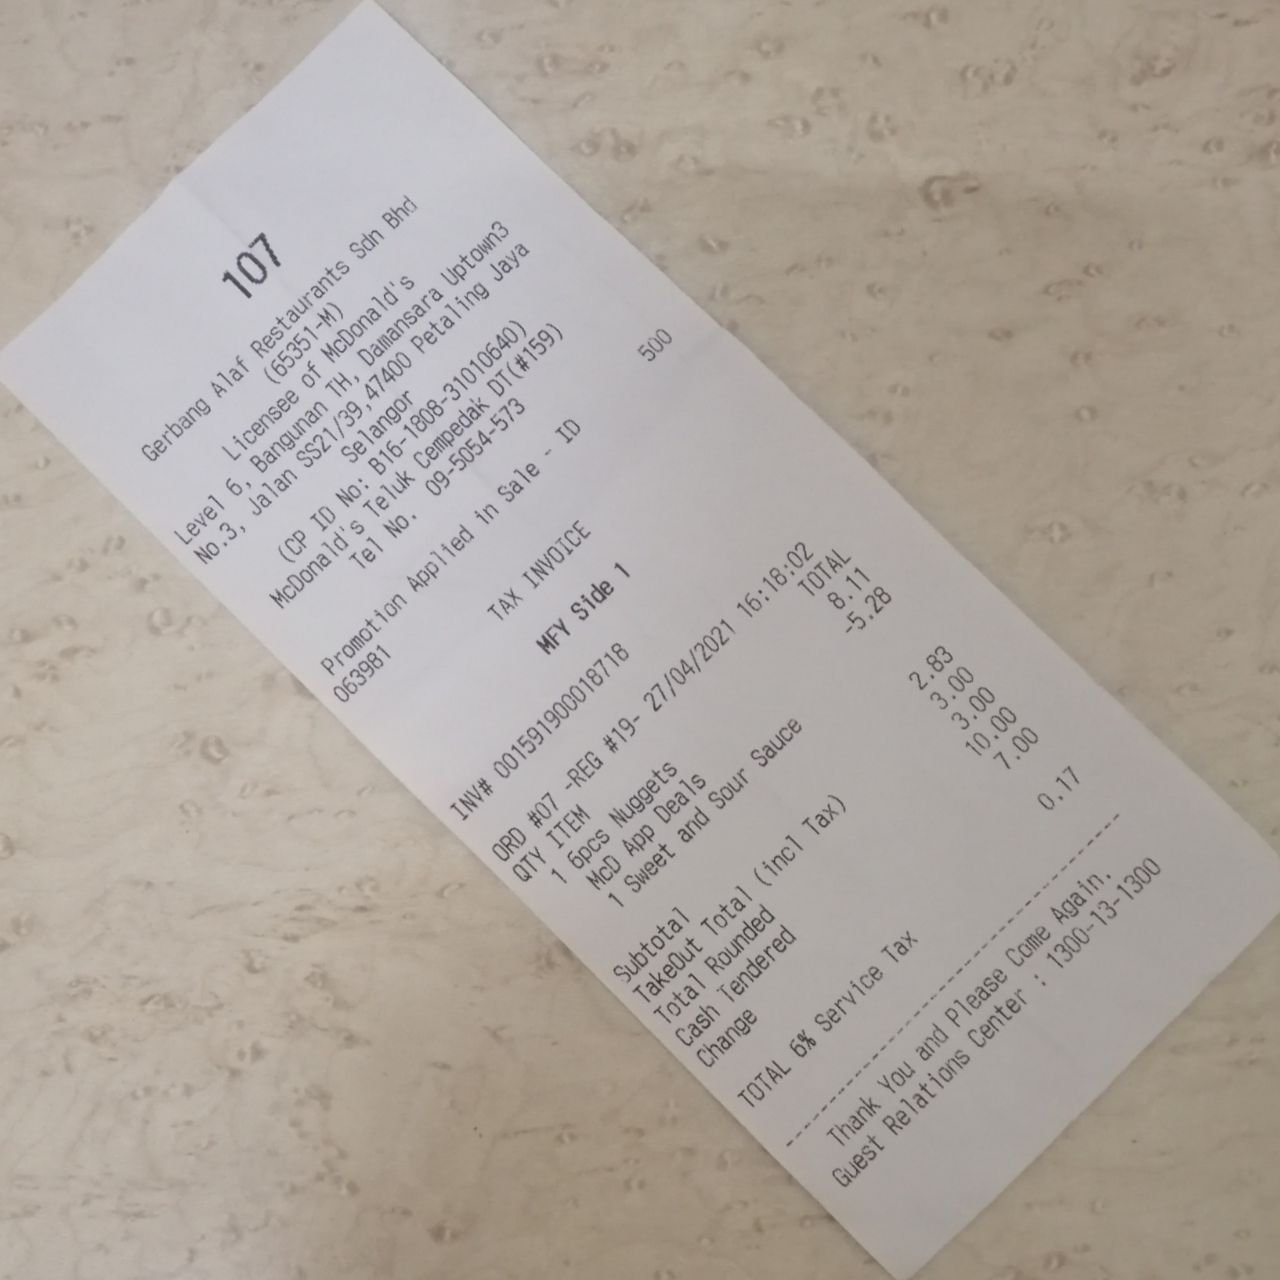 107
Gerbang Alaf Restaurants Sdn Bhd
(65351-M)
Licensee of McDonald's
Level 6, Bangunan TH, Damansara Uptown3
No.3, Jalan SS21/39,47400 Petaling Jaya
Selangor
(CP ID No: B16-1808-31010640)
McDonald's Teluk Cempedak DT(#159)
Tel No. 09-5054-573
Promotion Applied in Sale - ID 500
063981
TAX INVOICE
MFY Side 1
INV# 001591900018718
ORD #07 -REG #19- 27/04/2021 16:18:02
QTY ITEM TOTAL
1 6pcs Nuggets 8.11
McD App Deals -5.28
1 Sweet and Sour Sauce
Subtotal 2.83
TakeOut Total (incl Tax) 3.00
Total Rounded 3.00
Cash Tendered 10.00
Change 7.00
TOTAL 6% Service Tax 0.17
Thank You and Please Come Again.
Guest Relations Center : 1300-13-1300